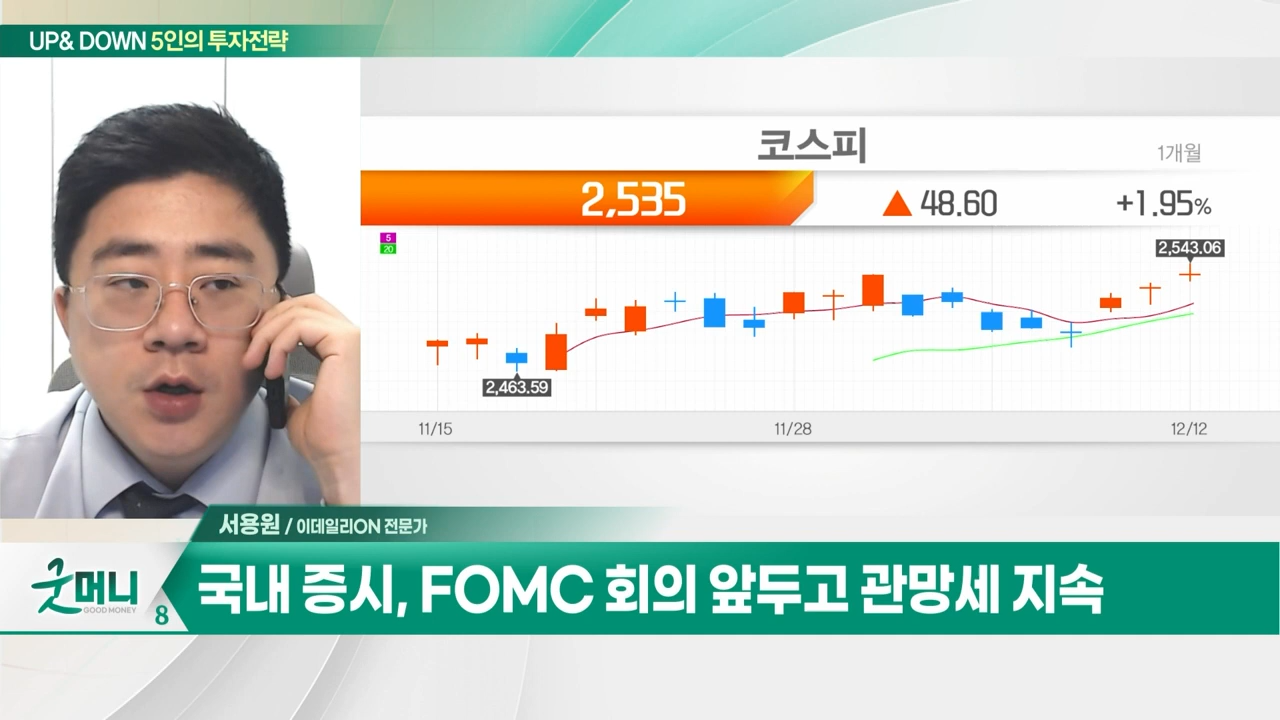 UP& DOWN 5인의 투자전략
코스피
1개월
2,535
▲ 48.60
+1.95%
5
20
2,543.06
2,463.59
11/15
11/28
12/12
서용원 / 이데일리ON 전문가
굿머니
GOOD MONEY
8
국내 증시, FOMC 회의 앞두고 관망세 지속